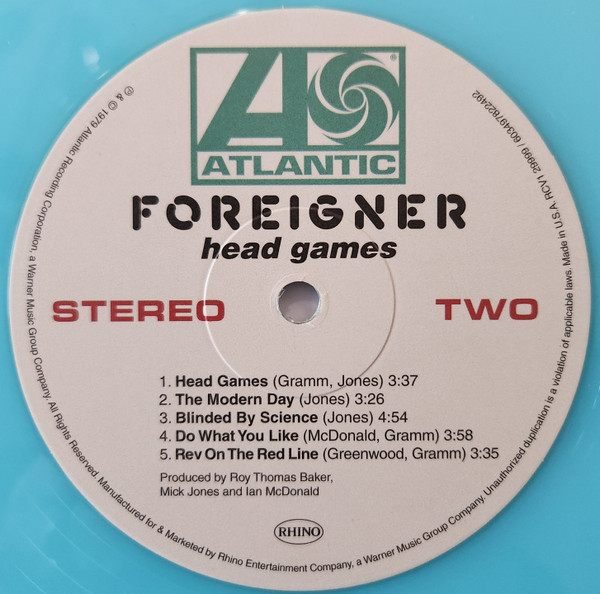 ATLANTIC
®
FOREIGNER
head games
STEREO
TWO
1. Head Games (Gramm, Jones) 3:37
2. The Modern Day (Jones) 3:26
3. Blinded By Science (Jones) 4:54
4. Do What You Like (McDonald, Gramm) 3:58
5. Rev On The Red Line (Greenwood, Gramm) 3:35
Produced by Roy Thomas Baker,
Mick Jones and Ian McDonald
RHINO
℗ & © 1979 Atlantic Recording Corporation, a Warner Music Group Company. All Rights Reserved. Manufactured for & Marketed by Rhino Entertainment Company, a Warner Music Group Company. Unauthorized duplication is a violation of applicable laws. Made in U.S.A. RCV1 29999 / 603497822492